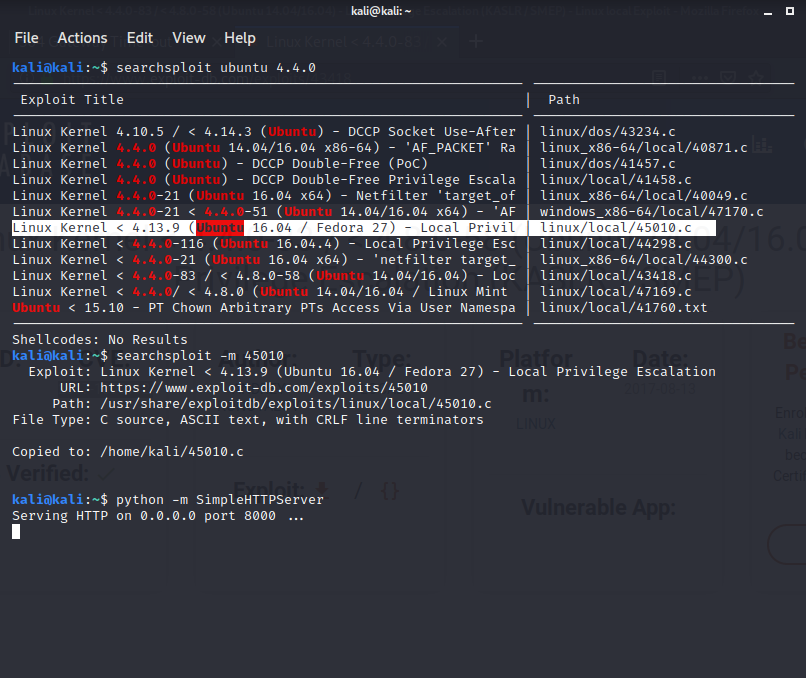 kali@kali: ~
File Actions Edit View Help
kali@kali:~$ searchsploit ubuntu 4.4.0
Exploit Title | Path
Linux Kernel 4.10.5 / < 4.14.3 (Ubuntu) - DCCP Socket Use-After | linux/dos/43234.c
Linux Kernel 4.4.0 (Ubuntu 14.04/16.04 x86-64) - 'AF_PACKET' Ra | linux_x86-64/local/40871.c
Linux Kernel 4.4.0 (Ubuntu) - DCCP Double-Free (PoC) | linux/dos/41457.c
Linux Kernel 4.4.0 (Ubuntu) - DCCP Double-Free Privilege Escala | linux/local/41458.c
Linux Kernel 4.4.0-21 (Ubuntu 16.04 x64) - Netfilter 'target_of | linux_x86-64/local/40049.c
Linux Kernel 4.4.0-21 < 4.4.0-51 (Ubuntu 14.04/16.04 x64) - 'AF | windows_x86-64/local/47170.c
Linux Kernel < 4.13.9 (Ubuntu 16.04 / Fedora 27) - Local Privil | linux/local/45010.c
Linux Kernel < 4.4.0-116 (Ubuntu 16.04.4) - Local Privilege Esc | linux/local/44298.c
Linux Kernel < 4.4.0-21 (Ubuntu 16.04 x64) - 'netfilter target_ | linux_x86-64/local/44300.c
Linux Kernel < 4.4.0-83 / < 4.8.0-58 (Ubuntu 14.04/16.04) - Loc | linux/local/43418.c
Linux Kernel < 4.4.0/ < 4.8.0 (Ubuntu 14.04/16.04 / Linux Mint | linux/local/47169.c
Ubuntu < 15.10 - PT Chown Arbitrary PTs Access Via User Namespa | linux/local/41760.txt
Shellcodes: No Results
kali@kali:~$ searchsploit -m 45010
Exploit: Linux Kernel < 4.13.9 (Ubuntu 16.04 / Fedora 27) - Local Privilege Escalation
URL: https://www.exploit-db.com/exploits/45010
Path: /usr/share/exploitdb/exploits/linux/local/45010.c
File Type: C source, ASCII text, with CRLF line terminators
Copied to: /home/kali/45010.c
kali@kali:~$ python -m SimpleHTTPServer
Serving HTTP on 0.0.0.0 port 8000 ...
Type:
Platfor
m:
Date:
LINUX
Verified:
Exploit: / {}
Vulnerable App: